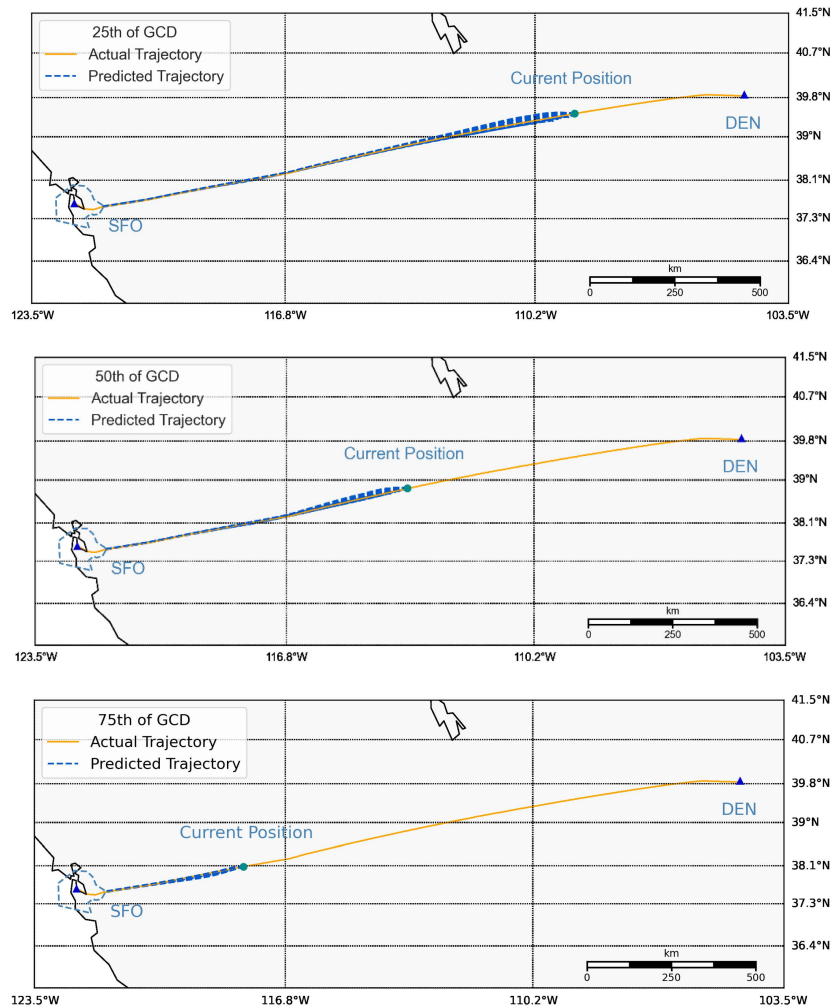 25th of GCD
Actual Trajectory
Predicted Trajectory
Current Position
DEN
SFO
41.5°N
40.7°N
39.8°N
39°N
38.1°N
37.3°N
36.4°N
km
0 250 500
123.5°W 116.8°W 110.2°W 103.5°W
50th of GCD
Actual Trajectory
Predicted Trajectory
Current Position
DEN
SFO
41.5°N
40.7°N
39.8°N
39°N
38.1°N
37.3°N
36.4°N
km
0 250 500
123.5°W 116.8°W 110.2°W 103.5°W
75th of GCD
Actual Trajectory
Predicted Trajectory
Current Position
DEN
SFO
41.5°N
40.7°N
39.8°N
39°N
38.1°N
37.3°N
36.4°N
km
0 250 500
123.5°W 116.8°W 110.2°W 103.5°W